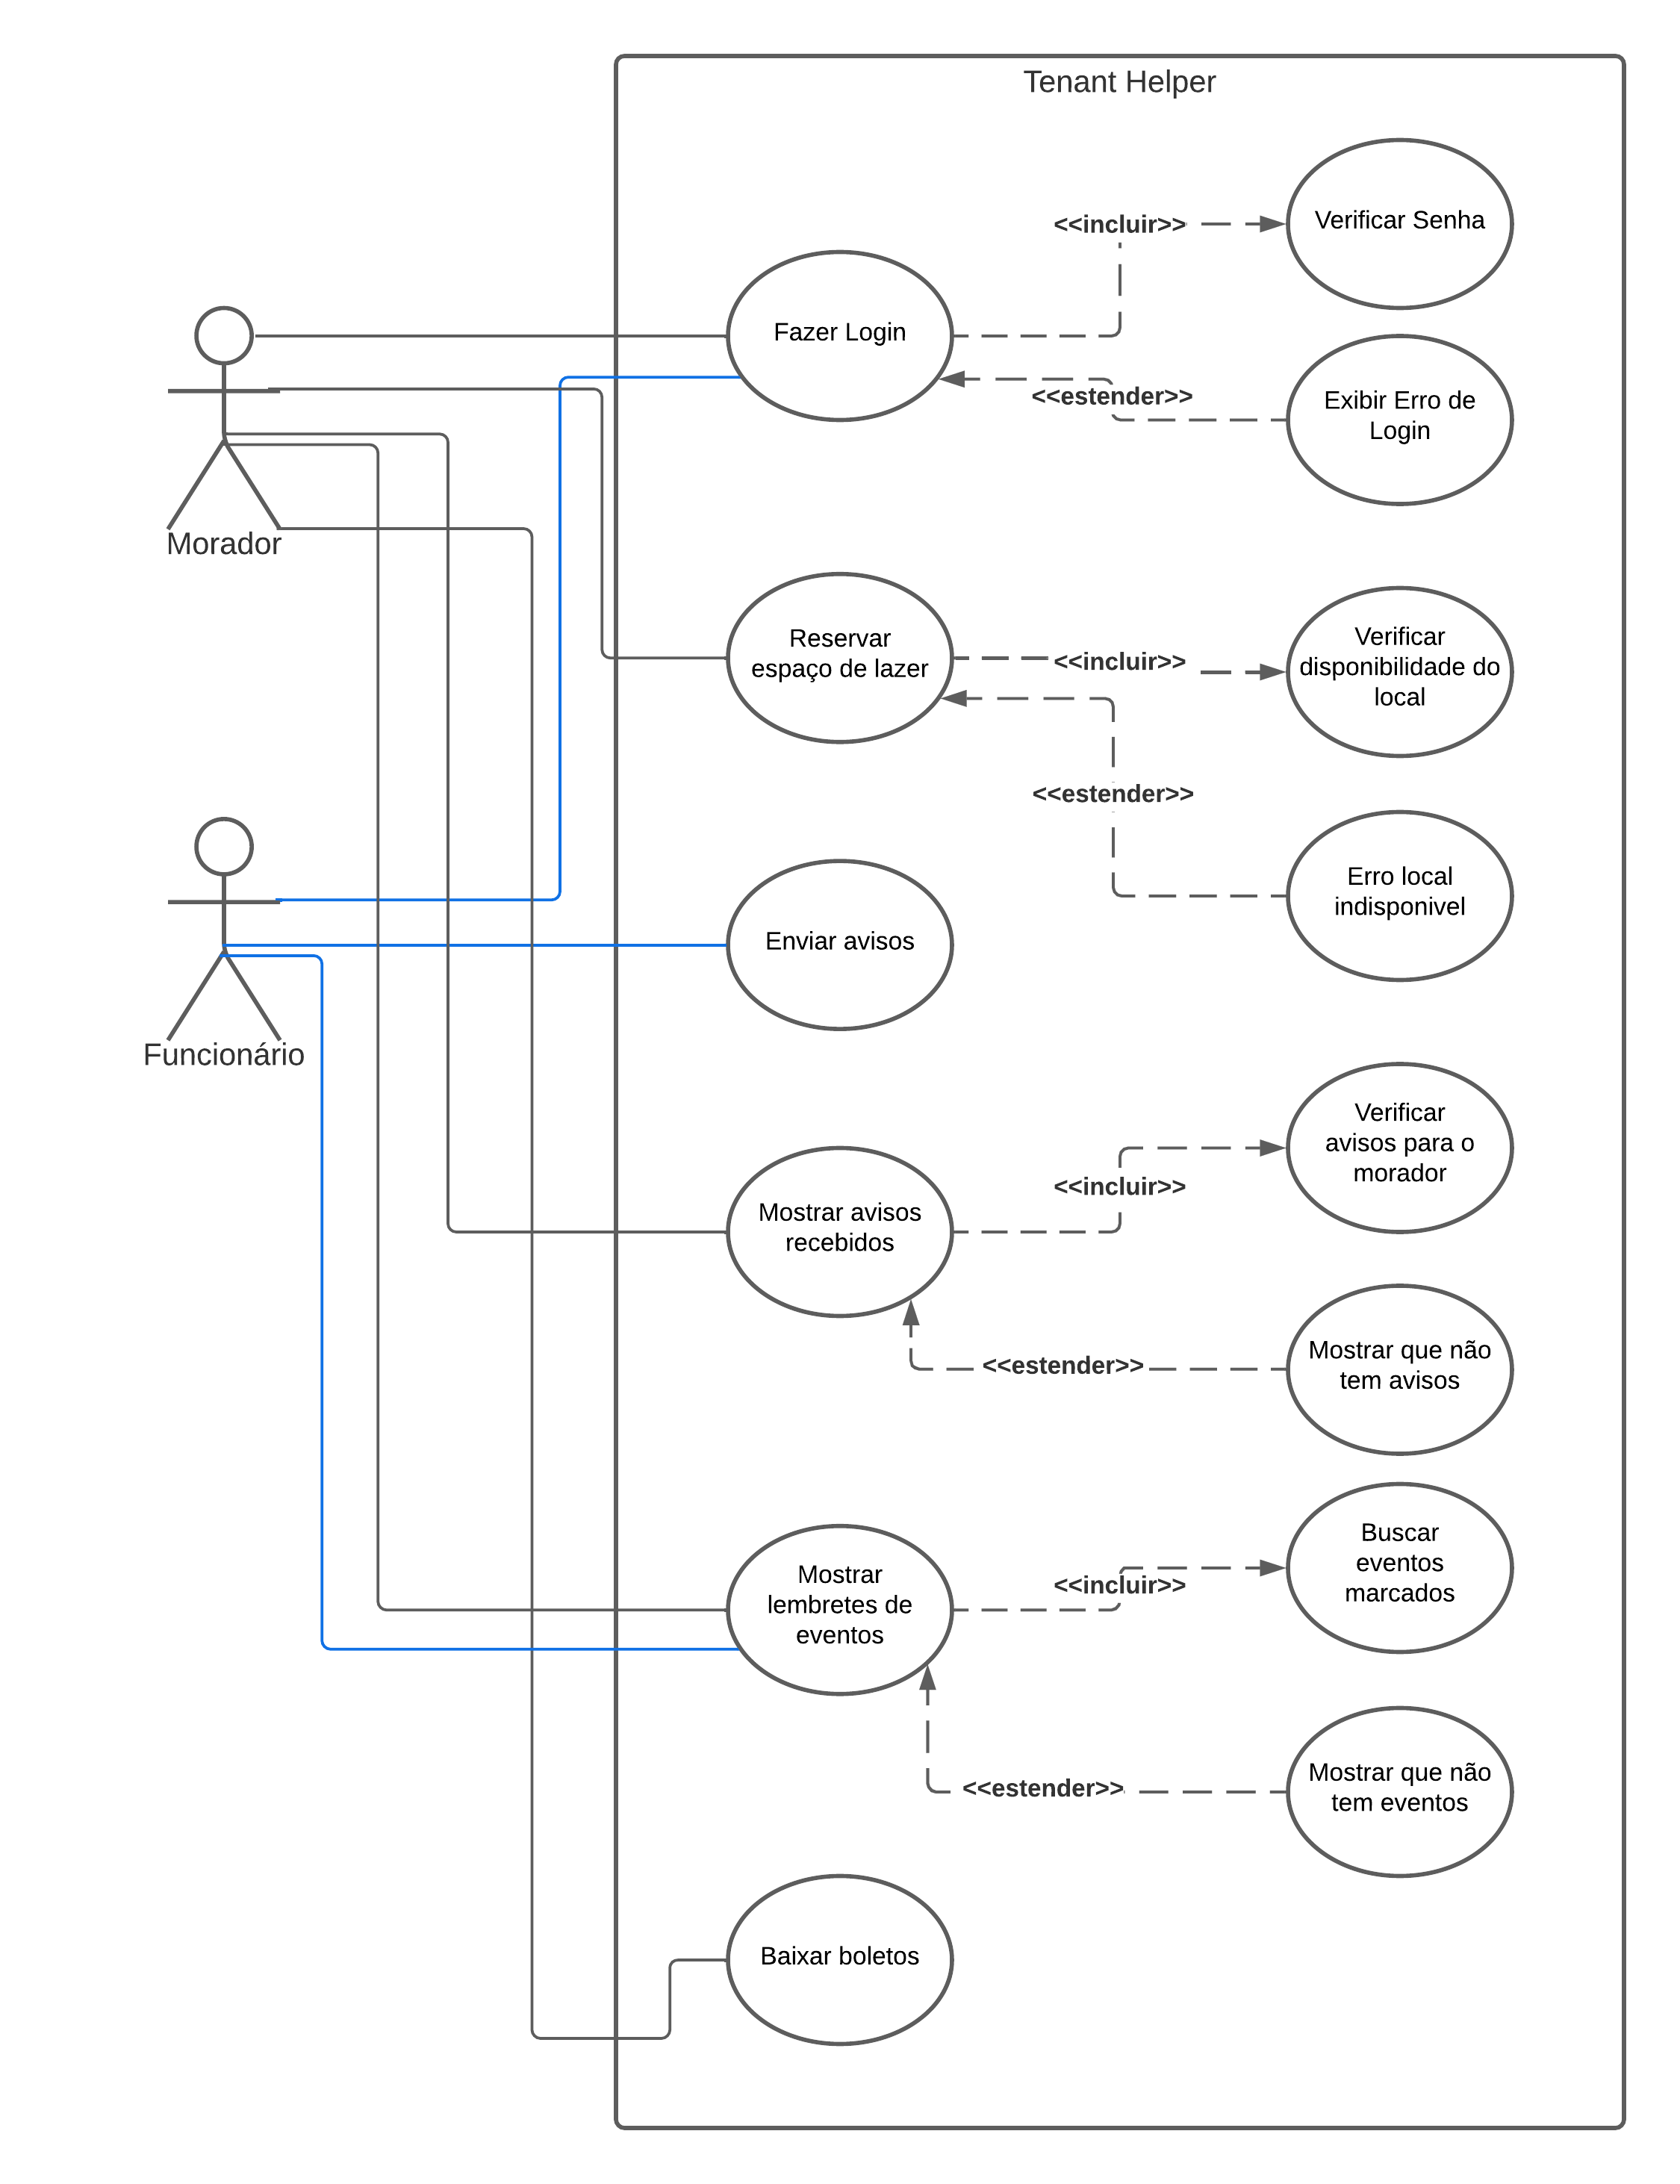 Tenant Helper
Verificar Senha
<<incluir>>
Fazer Login
Exibir Erro de
Login
<<estender>>
Morador
Reservar
espaço de lazer
<<incluir>>
Verificar
disponibilidade do
local
<<estender>>
Erro local
indisponivel
Enviar avisos
Funcionário
Verificar
avisos para o
morador
<<incluir>>
Mostrar avisos
recebidos
<<estender>>
Mostrar que não
tem avisos
Buscar
eventos
marcados
<<incluir>>
Mostrar
lembretes de
eventos
<<estender>>
Mostrar que não
tem eventos
Baixar boletos